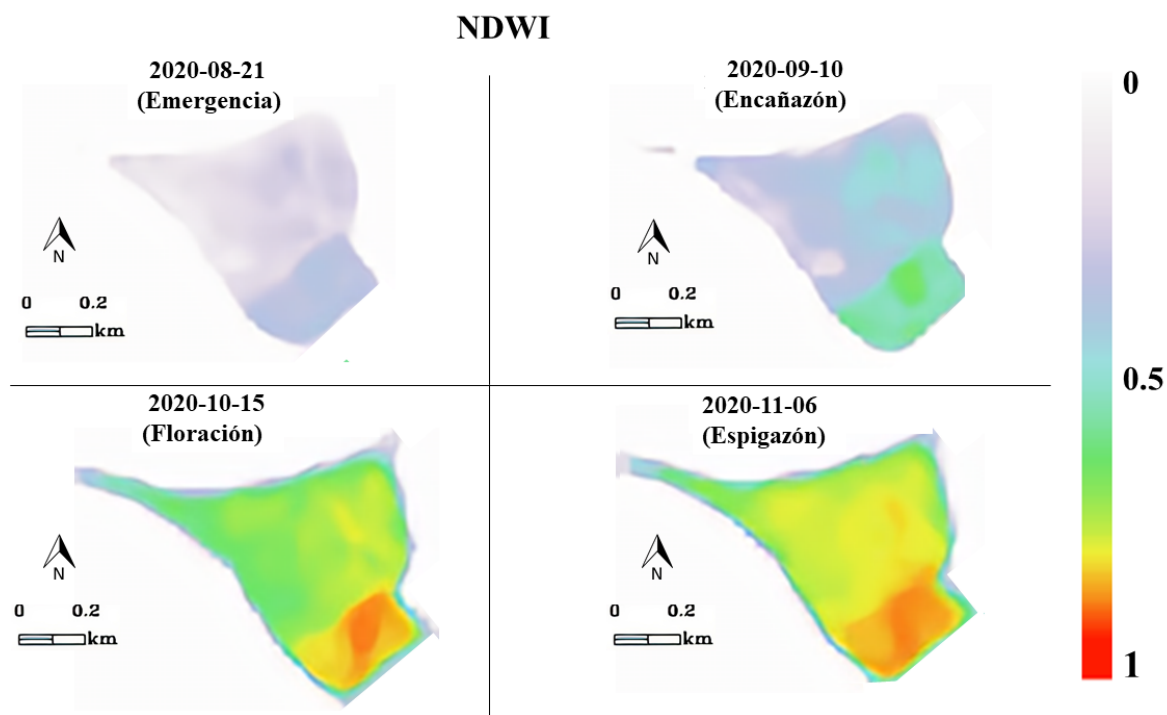 NDWI
2020-08-21
(Emergencia)
N
0 0.2
km
2020-09-10
(Encañazón)
N
0 0.2
km
2020-10-15
(Floración)
N
0 0.2
km
2020-11-06
(Espigazón)
N
0 0.2
km
0
0.5
1